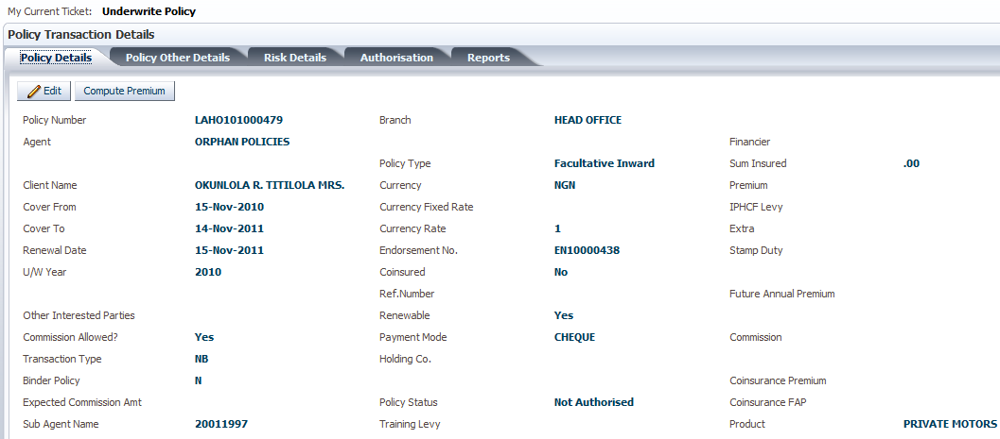 My Current Ticket: Underwrite Policy
Policy Transaction Details
Policy Details Policy Other Details Risk Details Authorisation Reports
Edit Compute Premium
Policy Number LAHO101000479 Branch HEAD OFFICE
Agent ORPHAN POLICIES Financier
Policy Type Facultative Inward Sum Insured .00
Client Name OKUNLOLA R. TITILOLA MRS. Currency NGN Premium
Cover From 15-Nov-2010 Currency Fixed Rate IPHCF Levy
Cover To 14-Nov-2011 Currency Rate 1 Extra
Renewal Date 15-Nov-2011 Endorsement No. EN10000438 Stamp Duty
U/W Year 2010 Coinsured No
Ref.Number Future Annual Premium
Other Interested Parties Renewable Yes
Commission Allowed? Yes Payment Mode CHEQUE Commission
Transaction Type NB Holding Co.
Binder Policy N Coinsurance Premium
Expected Commission Amt Policy Status Not Authorised Coinsurance FAP
Sub Agent Name 20011997 Training Levy Product PRIVATE MOTORS